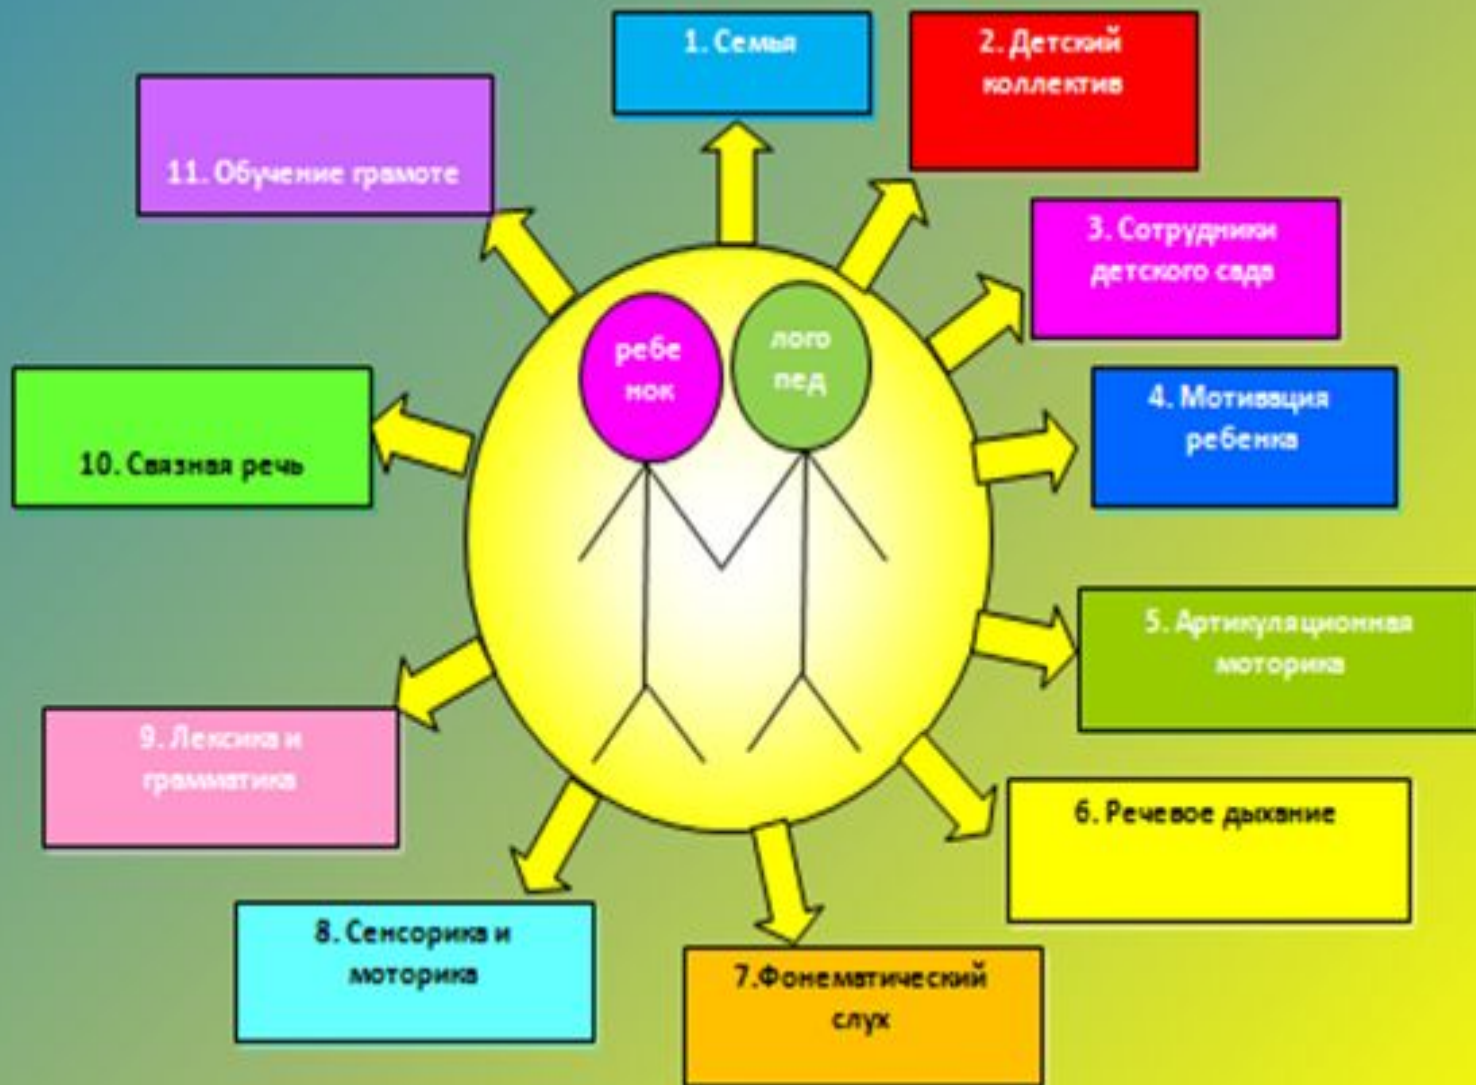 1. Семья
2. Детский
коллектив
3. Сотрудники
детского сада
4. Мотивация
ребенка
5. Артикуляционная
моторика
6. Речевое дыхание
7.Фонематический
слух
8. Сенсорика и
моторика
9. Лексика и
грамматика
10. Связная речь
11. Обучение грамоте
ребе
нок
лого
пед